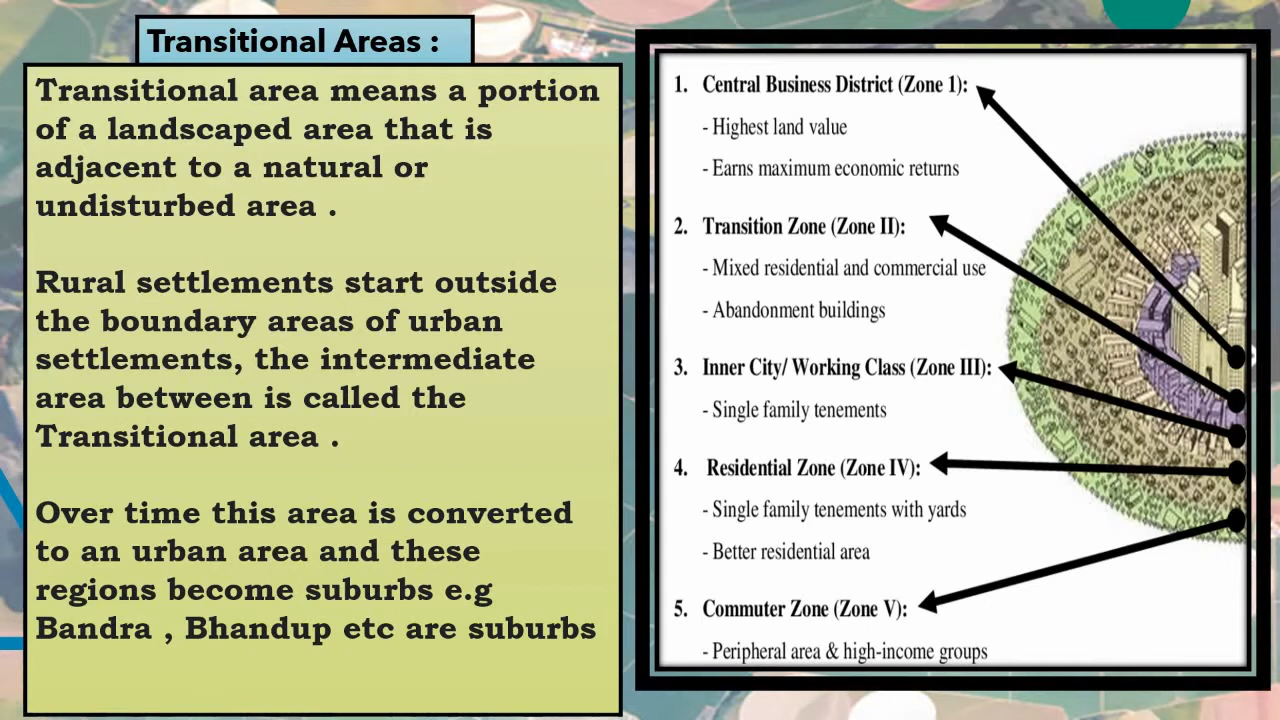 Transitional Areas :
Transitional area means a portion
of a landscaped area that is
adjacent to a natural or
undisturbed area .
Rural settlements start outside
the boundary areas of urban
settlements, the intermediate
area between is called the
Transitional area .
Over time this area is converted
to an urban area and these
regions become suburbs e.g
Bandra , Bhandup etc are suburbs
1. Central Business District (Zone 1):
- Highest land value
- Earns maximum economic returns
2. Transition Zone (Zone II):
- Mixed residential and commercial use
- Abandonment buildings
3. Inner City/ Working Class (Zone III):
- Single family tenements
4. Residential Zone (Zone IV):
- Single family tenements with yards
- Better residential area
5. Commuter Zone (Zone V):
- Peripheral area & high-income groups